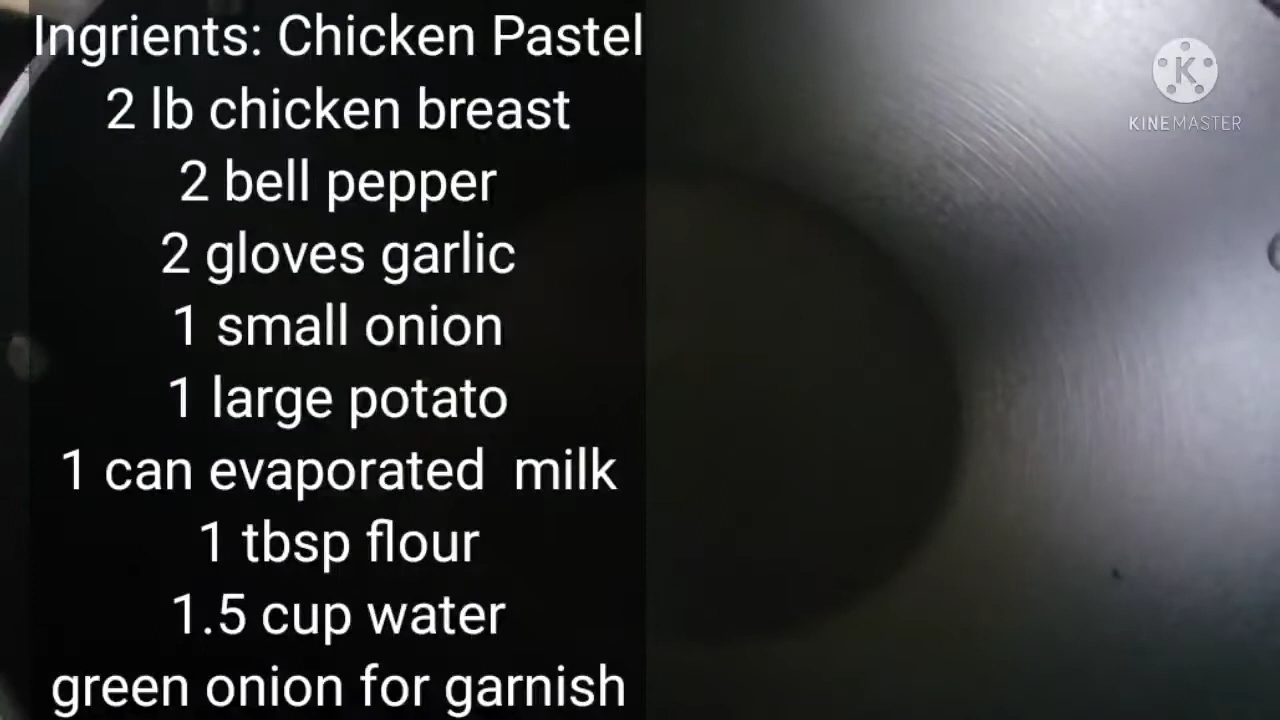 Ingrients: Chicken Pastel
2 lb chicken breast
2 bell pepper
2 gloves garlic
1 small onion
1 large potato
1 can evaporated milk
1 tbsp flour
1.5 cup water
green onion for garnish
K
KINEMASTER